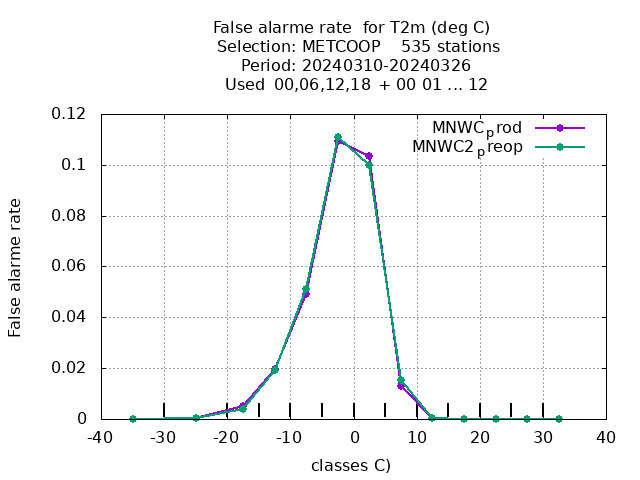 False alarme rate  for T2m (deg C)
Selection: METCOOP    535 stations
Period: 20240310-20240326
Used  00,06,12,18  + 00 01 ... 12
MNWCprod
MNWC2preop
0.12
0.1
0.08
0.06
0.04
0.02
0
False alarme rate
-40 -30 -20 -10 0 10 20 30 40
classes C)